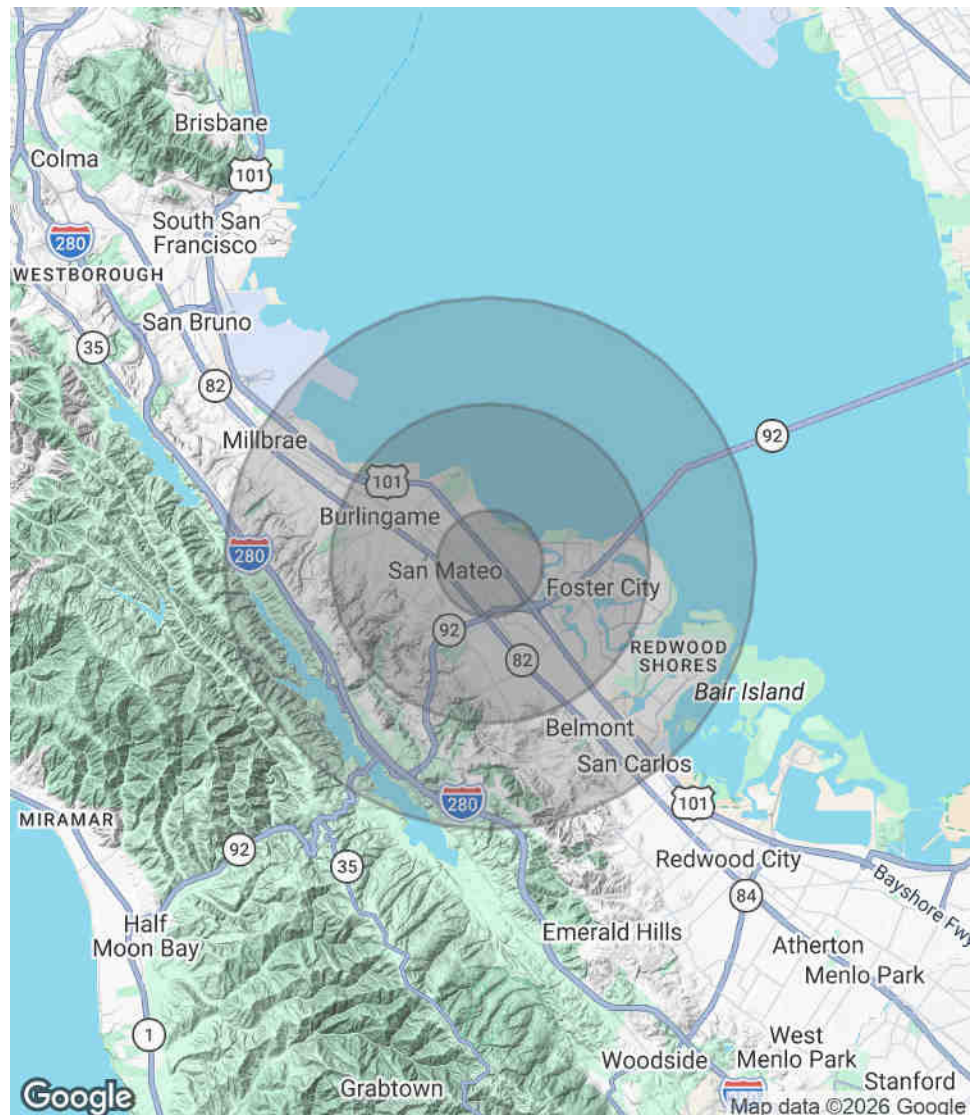 Brisbane
Colma
101
South San
Francisco
280
WESTBOROUGH
San Bruno
35
82
Millbrae
92
101
Burlingame
280
San Mateo
Foster City
92
82
REDWOOD
SHORES
Bair Island
Belmont
San Carlos
280
101
MIRAMAR
92
35
Redwood City
84
Bayshore Fwy
Half
Moon Bay
Emerald Hills
Atherton
Menlo Park
1
West
Menlo Park
Woodside
Stanford
Grabtown
280
Google
Map data ©2026 Google